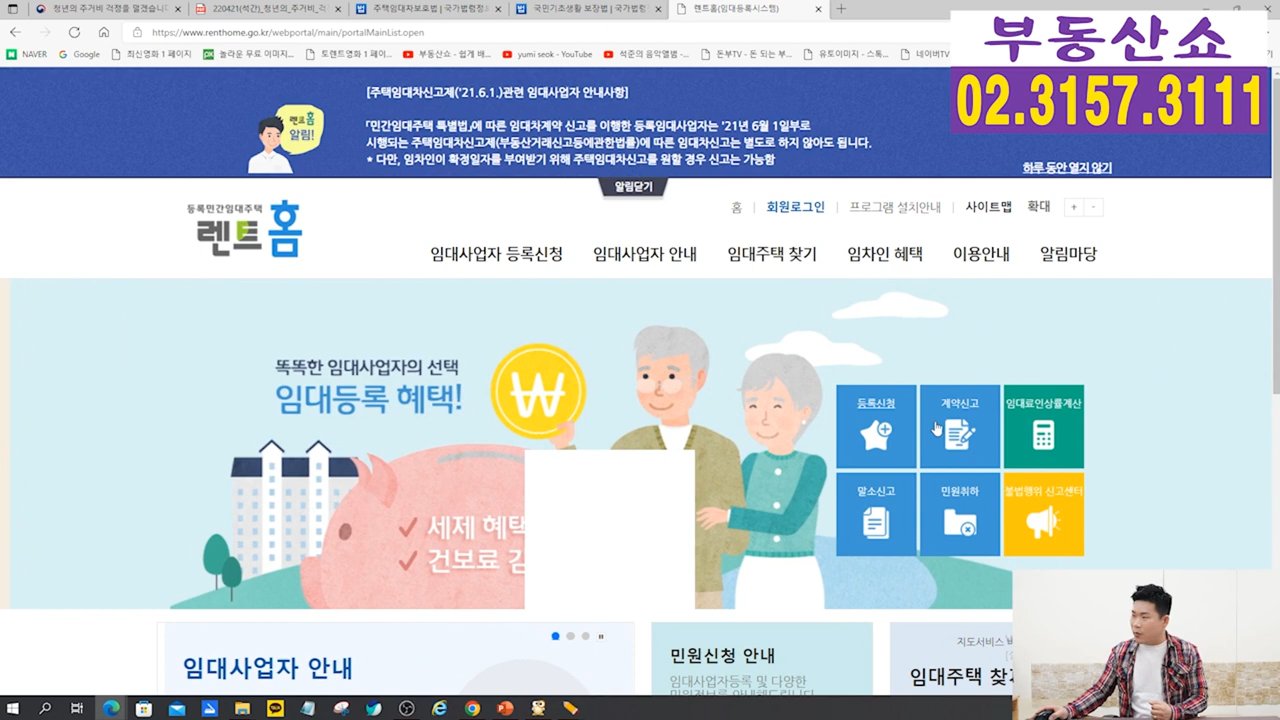 청년의 주거비 걱정을 덜겠습니다
220421(석간)_청년의_주거비_걱
주택임대차보호법 | 국가법령정보
국민기초생활 보장법 | 국가법령
렌트홈(임대등록시스템)
https://www.renthome.go.kr/webportal/main/portalMainList.open
NAVER
Google
최신영화 1 페이지
놀라운 무료 이미지...
토렌트영화 1 페이...
부동산쇼 - 쉽게 배...
yumi seok - YouTube
석준의 음악앨범 -...
돈부TV - 돈 되는 부...
유토이미지 - 스톡...
네이버TV
부동산쇼
02.3157.3111
[주택임대차신고제('21.6.1.)관련 임대사업자 안내사항]
「민간임대주택 특별법」에 따른 임대차계약 신고를 이행한 등록임대사업자는 '21년 6월 1일부로
시행되는 주택임대차신고제(부동산거래신고등에관한법률)에 따른 임대차신고는 별도로 하지 않아도 됩니다.
* 다만, 임차인이 확정일자를 부여받기 위해 주택임대차신고를 원할 경우 신고는 가능함
렌트홈
알림!
하루 동안 열지 않기
알림닫기
등록민간임대주택
렌트홈
홈
회원로그인
프로그램 설치안내
사이트맵
확대
+
-
임대사업자 등록신청
임대사업자 안내
임대주택 찾기
임차인 혜택
이용안내
알림마당
똑똑한 임대사업자의 선택
임대등록 혜택!
₩
✓ 세제 혜택
✓ 건보료 감
등록신청
계약신고
임대료인상률계산
말소신고
민원취하
불법행위 신고센터
임대사업자 안내
민원신청 안내
임대사업자등록 및 다양한
민원정보를 안내해드립니다
지도서비스
임대주택 찾기